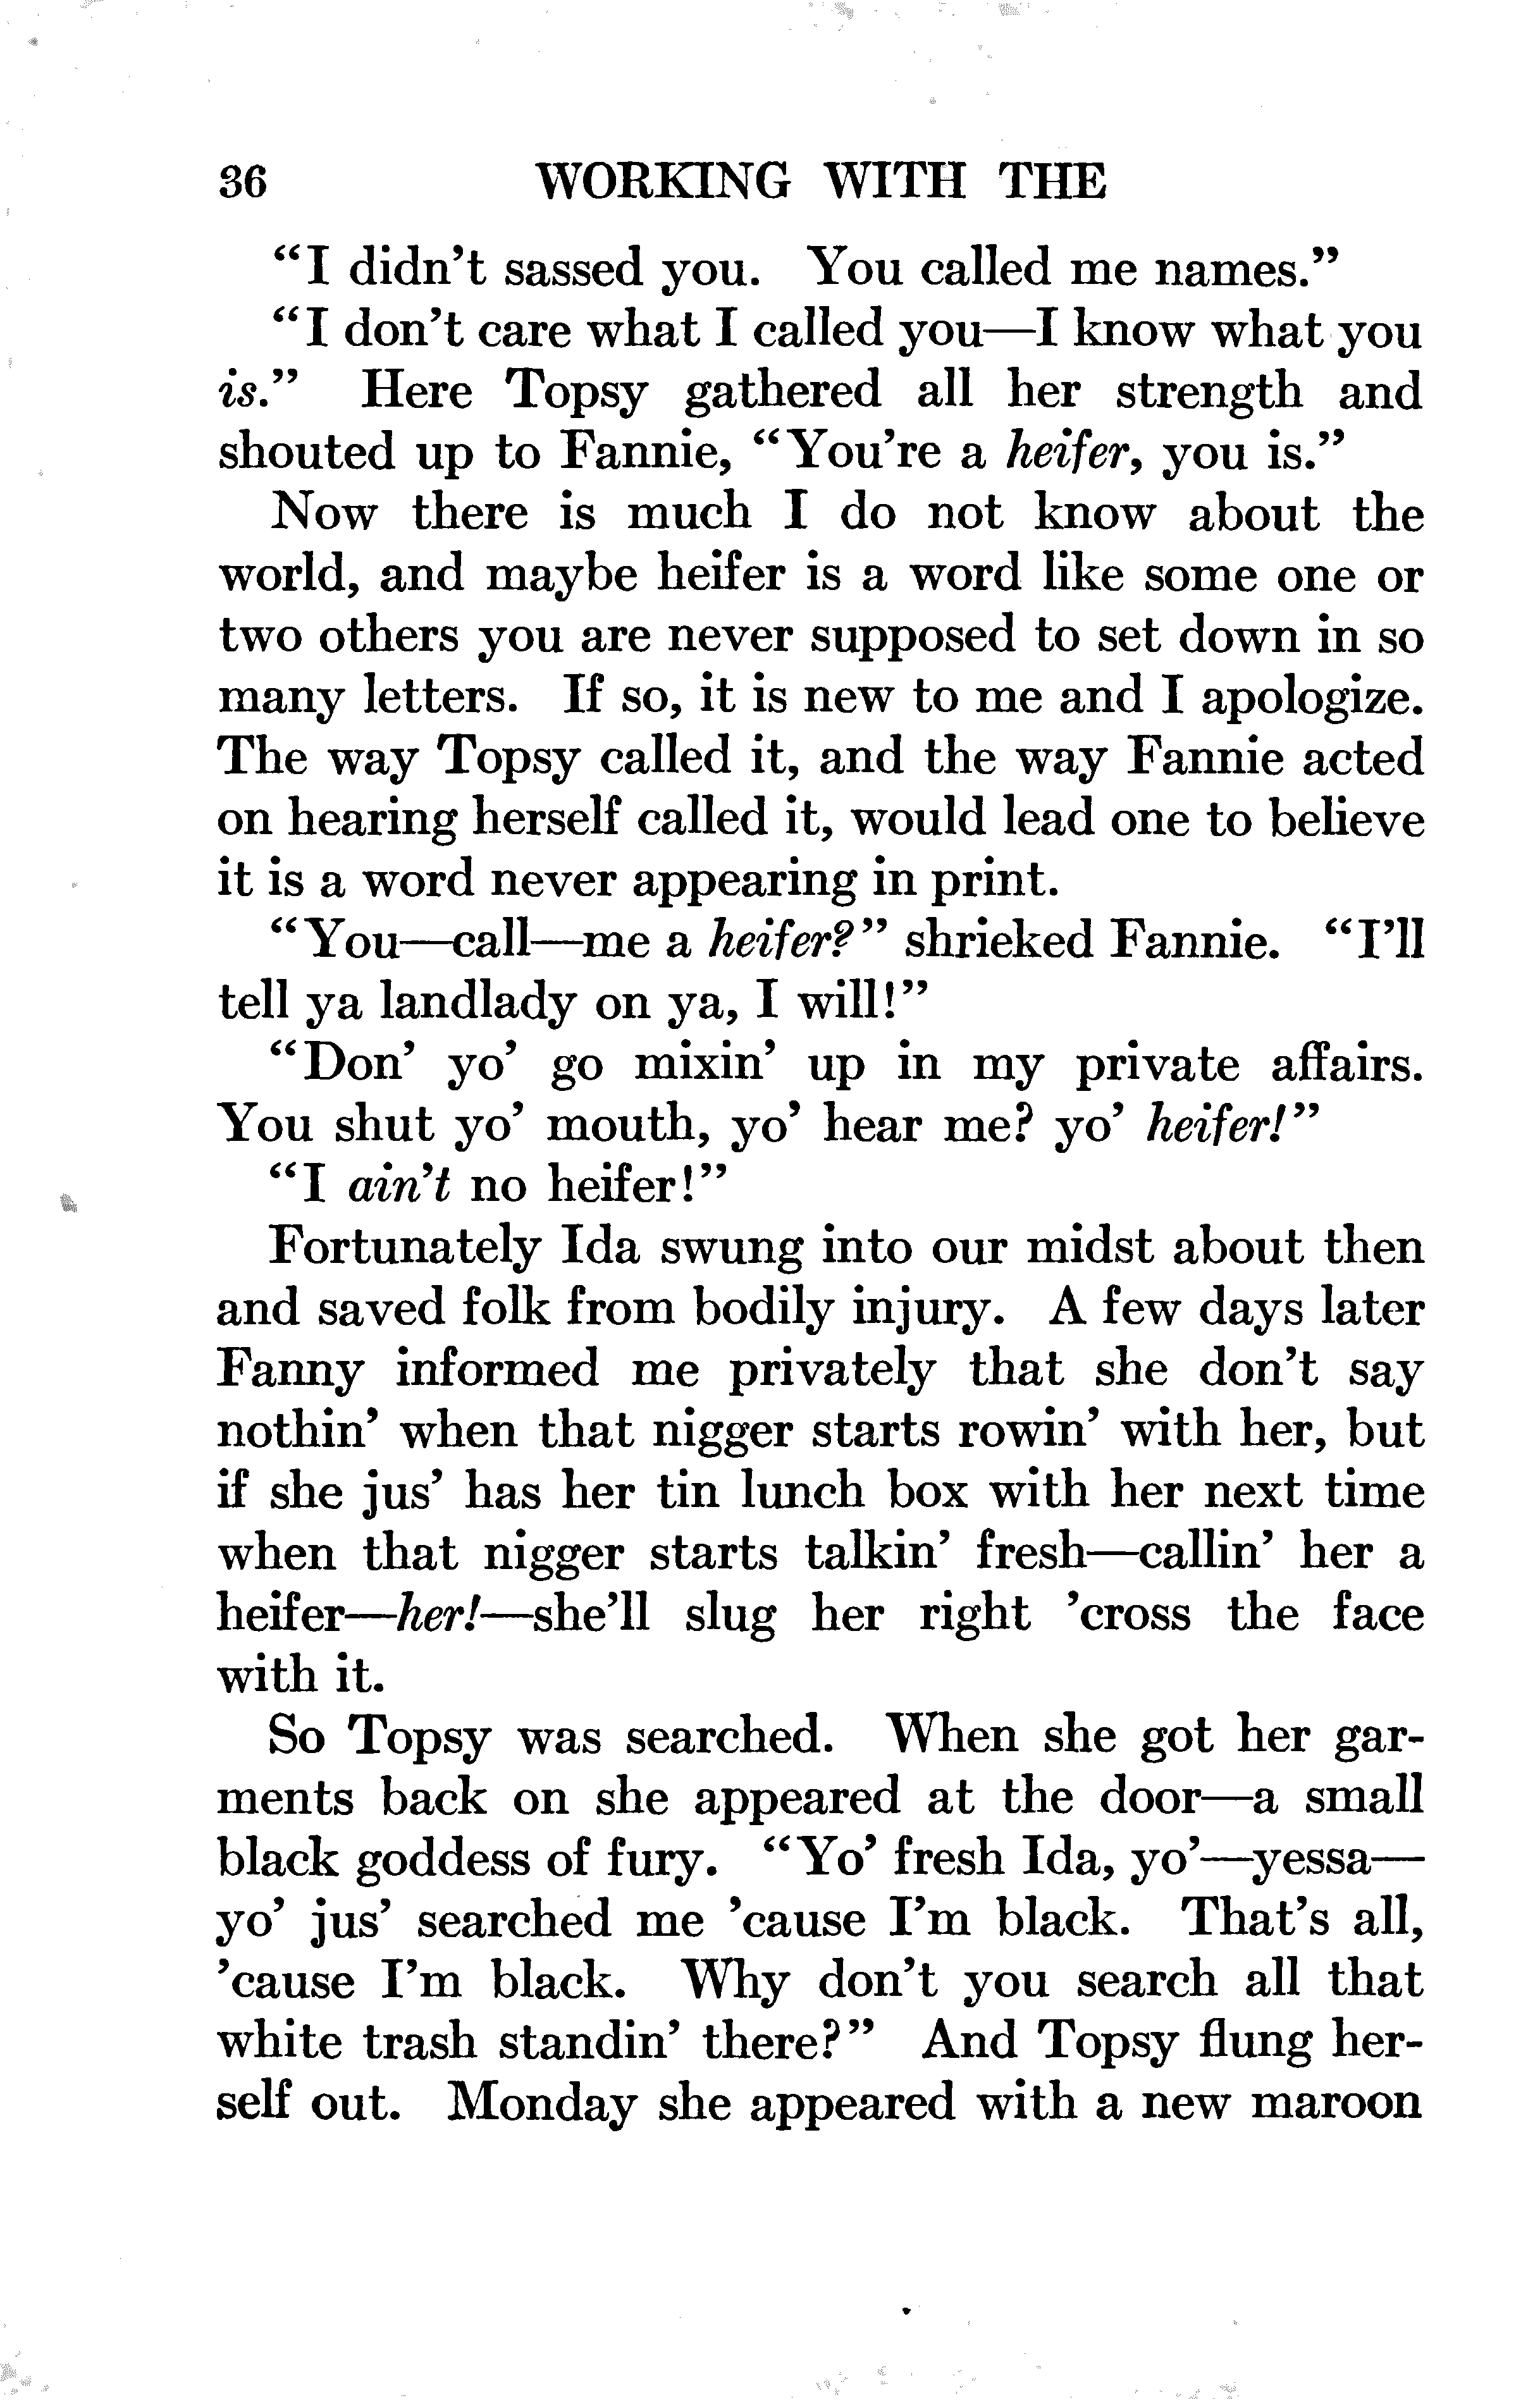 36 WORKING WITH THE
“I didn’t sassed you. You called me names.”
“I don’t care what I called you—I know what you
is.” Here Topsy gathered all her strength and
shouted up to Fannie, “You’re a heifer, you is.”
Now there is much I do not know about the
world, and maybe heifer is a word like some one or
two others you are never supposed to set down in so
many letters. If so, it is new to me and I apologize.
The way Topsy called it, and the way Fannie acted
on hearing herself called it, would lead one to believe
it is a word never appearing in print.
“You—call—me a heifer?” shrieked Fannie. “I’ll
tell ya landlady on ya, I will!”
“Don’ yo’ go mixin’ up in my private affairs.
You shut yo’ mouth, yo’ hear me? yo’ heifer!”
“I ain’t no heifer!”
Fortunately Ida swung into our midst about then
and saved folk from bodily injury. A few days later
Fanny informed me privately that she don’t say
nothin’ when that nigger starts rowin’ with her, but
if she jus’ has her tin lunch box with her next time
when that nigger starts talkin’ fresh—callin’ her a
heifer—her!—she’ll slug her right ’cross the face
with it.
So Topsy was searched. When she got her gar-
ments back on she appeared at the door—a small
black goddess of fury. “Yo’ fresh Ida, yo’—yessa—
yo’ jus’ searched me ’cause I’m black. That’s all,
’cause I’m black. Why don’t you search all that
white trash standin’ there?” And Topsy flung her-
self out. Monday she appeared with a new maroon